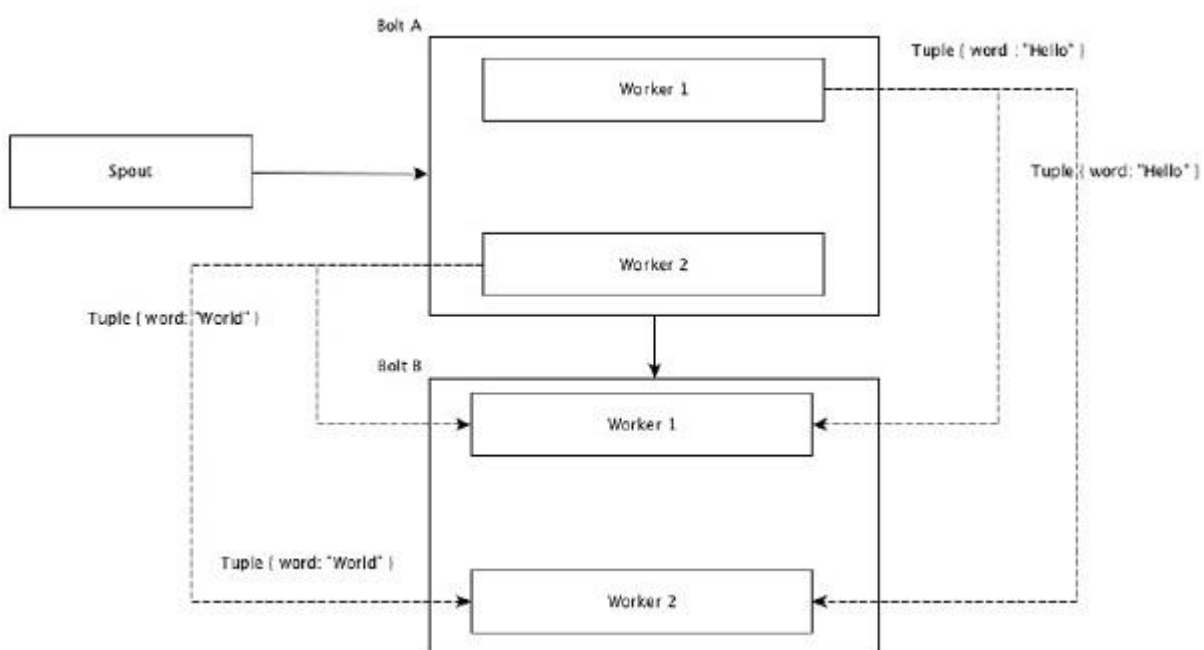 Bolt A
Tuple ( word : "Hello" )
Worker 1
Spout
Tuple ( word: "Hello" )
Worker 2
Tuple ( word: "World" )
Bolt B
Worker 1
Tuple ( word: "World" )
Worker 2